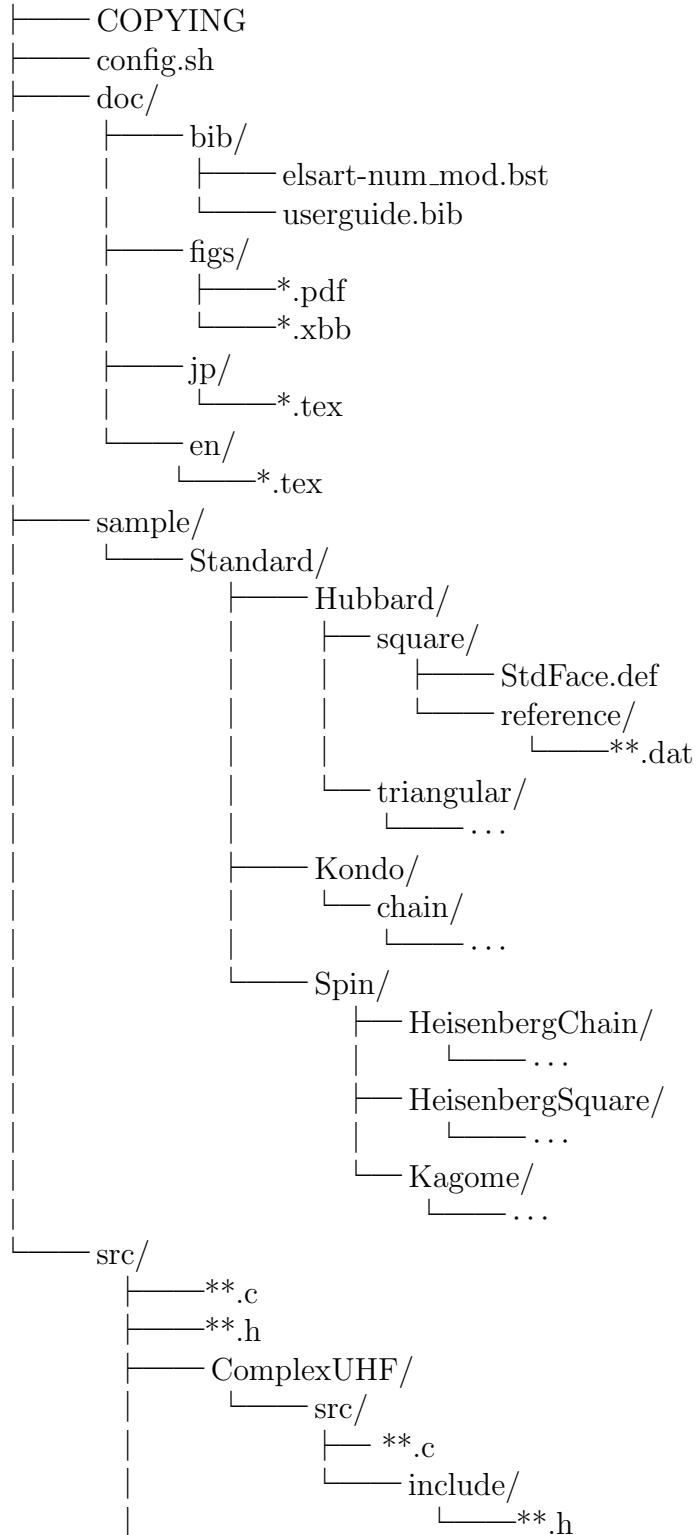 COPYING
config.sh
doc/
bib/
elsart-num_mod.bst
userguide.bib
figs/
*.pdf
*.xbb
jp/
*.tex
en/
*.tex
sample/
Standard/
Hubbard/
square/
StdFace.def
reference/
**.dat
triangular/
...
Kondo/
chain/
...
Spin/
HeisenbergChain/
...
HeisenbergSquare/
...
Kagome/
...
src/
**.c
**.h
ComplexUHF/
src/
**.c
include/
**.h